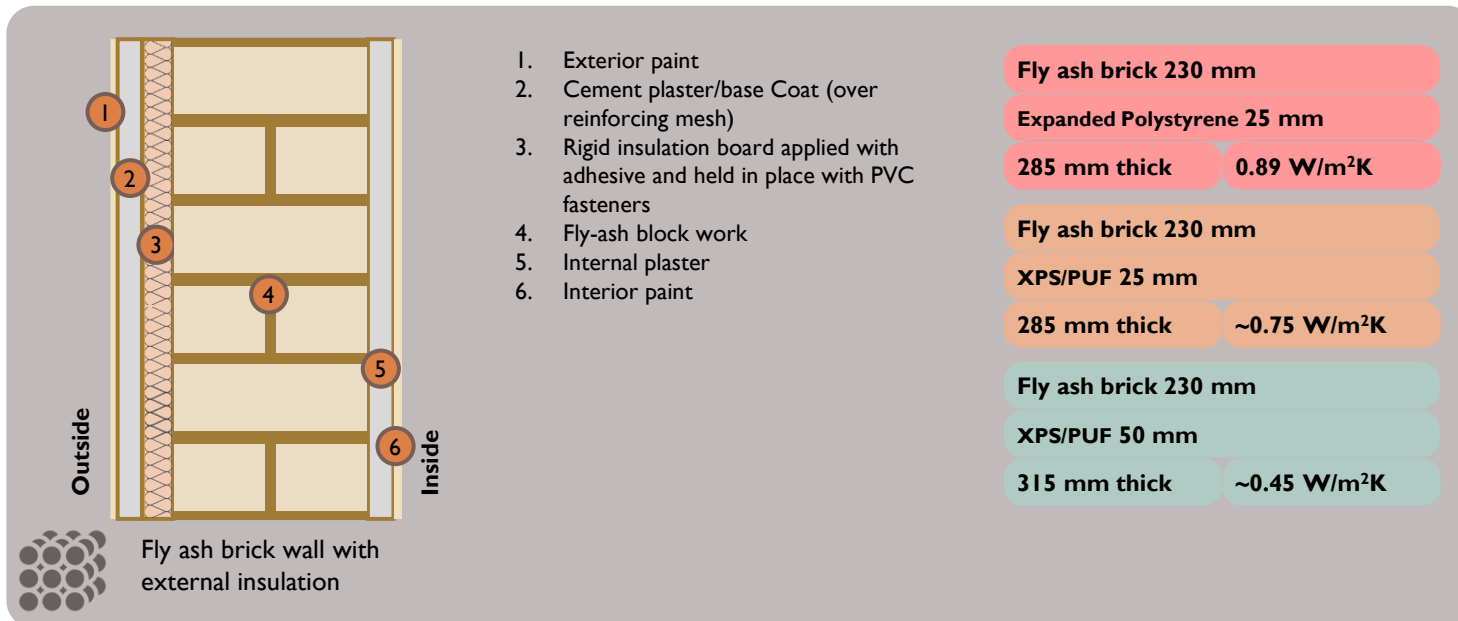 1
2
3
4
5
6
Outside
Inside
Fly ash brick wall with
external insulation
1. Exterior paint
2. Cement plaster/base Coat (over
reinforcing mesh)
3. Rigid insulation board applied with
adhesive and held in place with PVC
fasteners
4. Fly-ash block work
5. Internal plaster
6. Interior paint
Fly ash brick 230 mm
Expanded Polystyrene 25 mm
285 mm thick 0.89 W/m²K
Fly ash brick 230 mm
XPS/PUF 25 mm
285 mm thick ~0.75 W/m²K
Fly ash brick 230 mm
XPS/PUF 50 mm
315 mm thick ~0.45 W/m²K